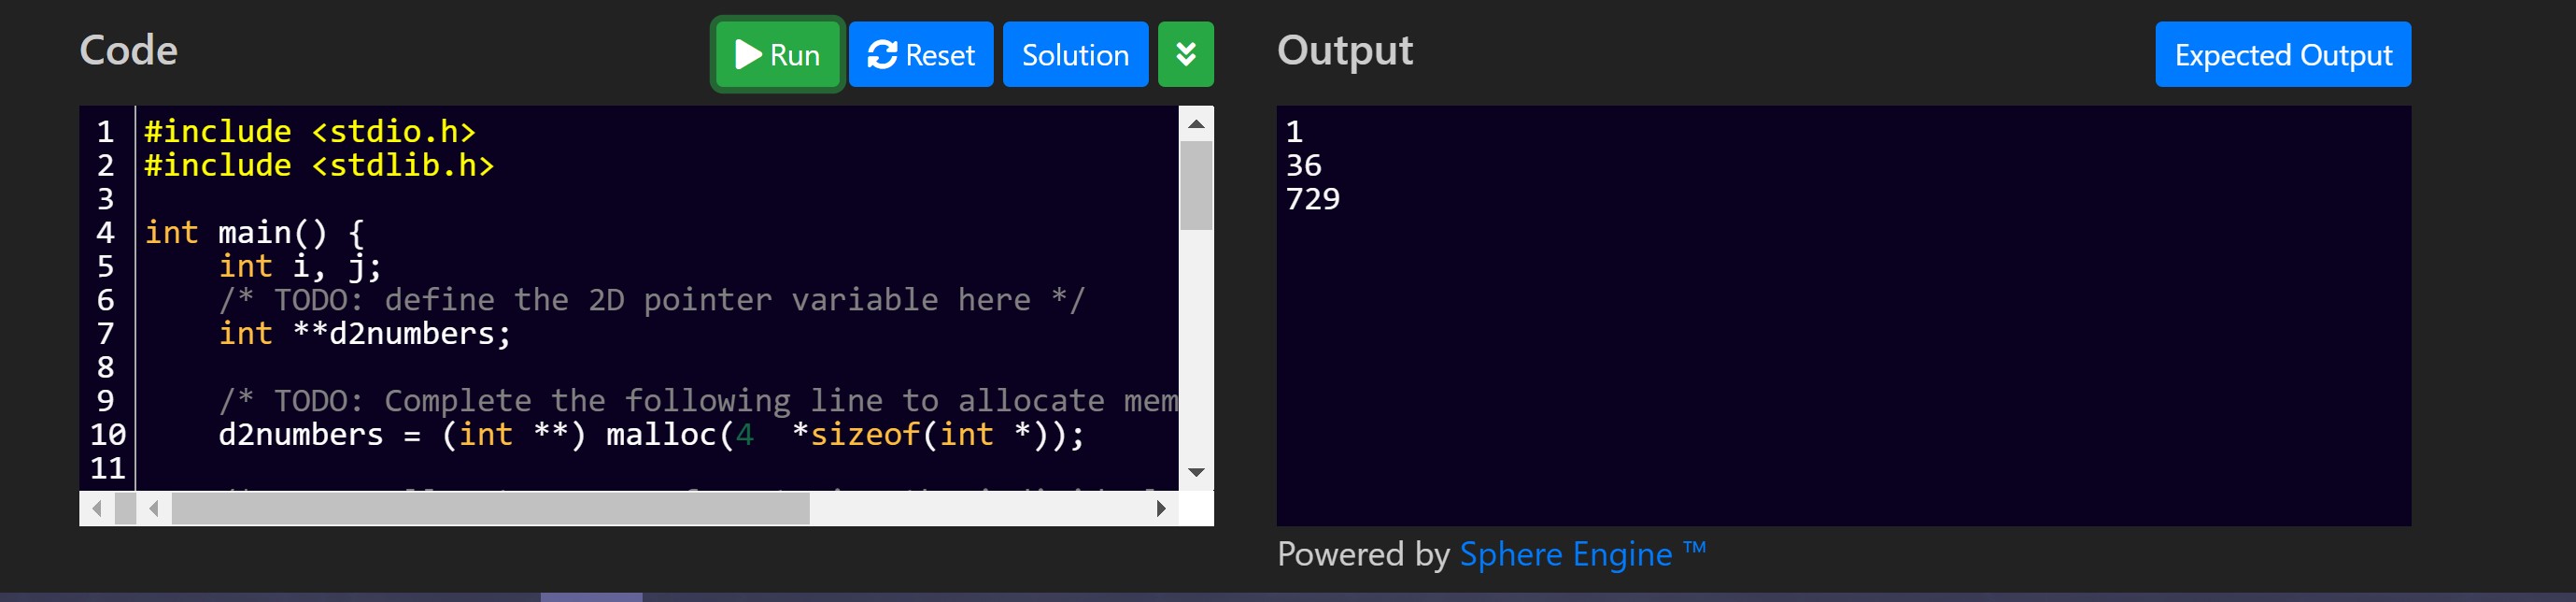 Code
Run
Reset
Solution
Output
Expected Output
1 #include <stdio.h>
2 #include <stdlib.h>
3
4 int main() {
5     int i, j;
6     /* TODO: define the 2D pointer variable here */
7     int **d2numbers;
8
9     /* TODO: Complete the following line to allocate mem
10     d2numbers = (int **) malloc(4  *sizeof(int *));
11
1
36
729
Powered by Sphere Engine ™